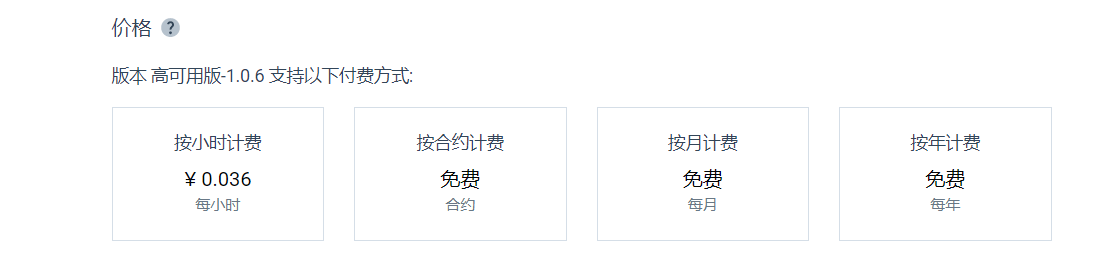 价格 ?
版本 高可用版-1.0.6 支持以下付费方式:
按小时计费 按合约计费 按月计费 按年计费
¥ 0.036 免费 免费 免费
每小时 合约 每月 每年